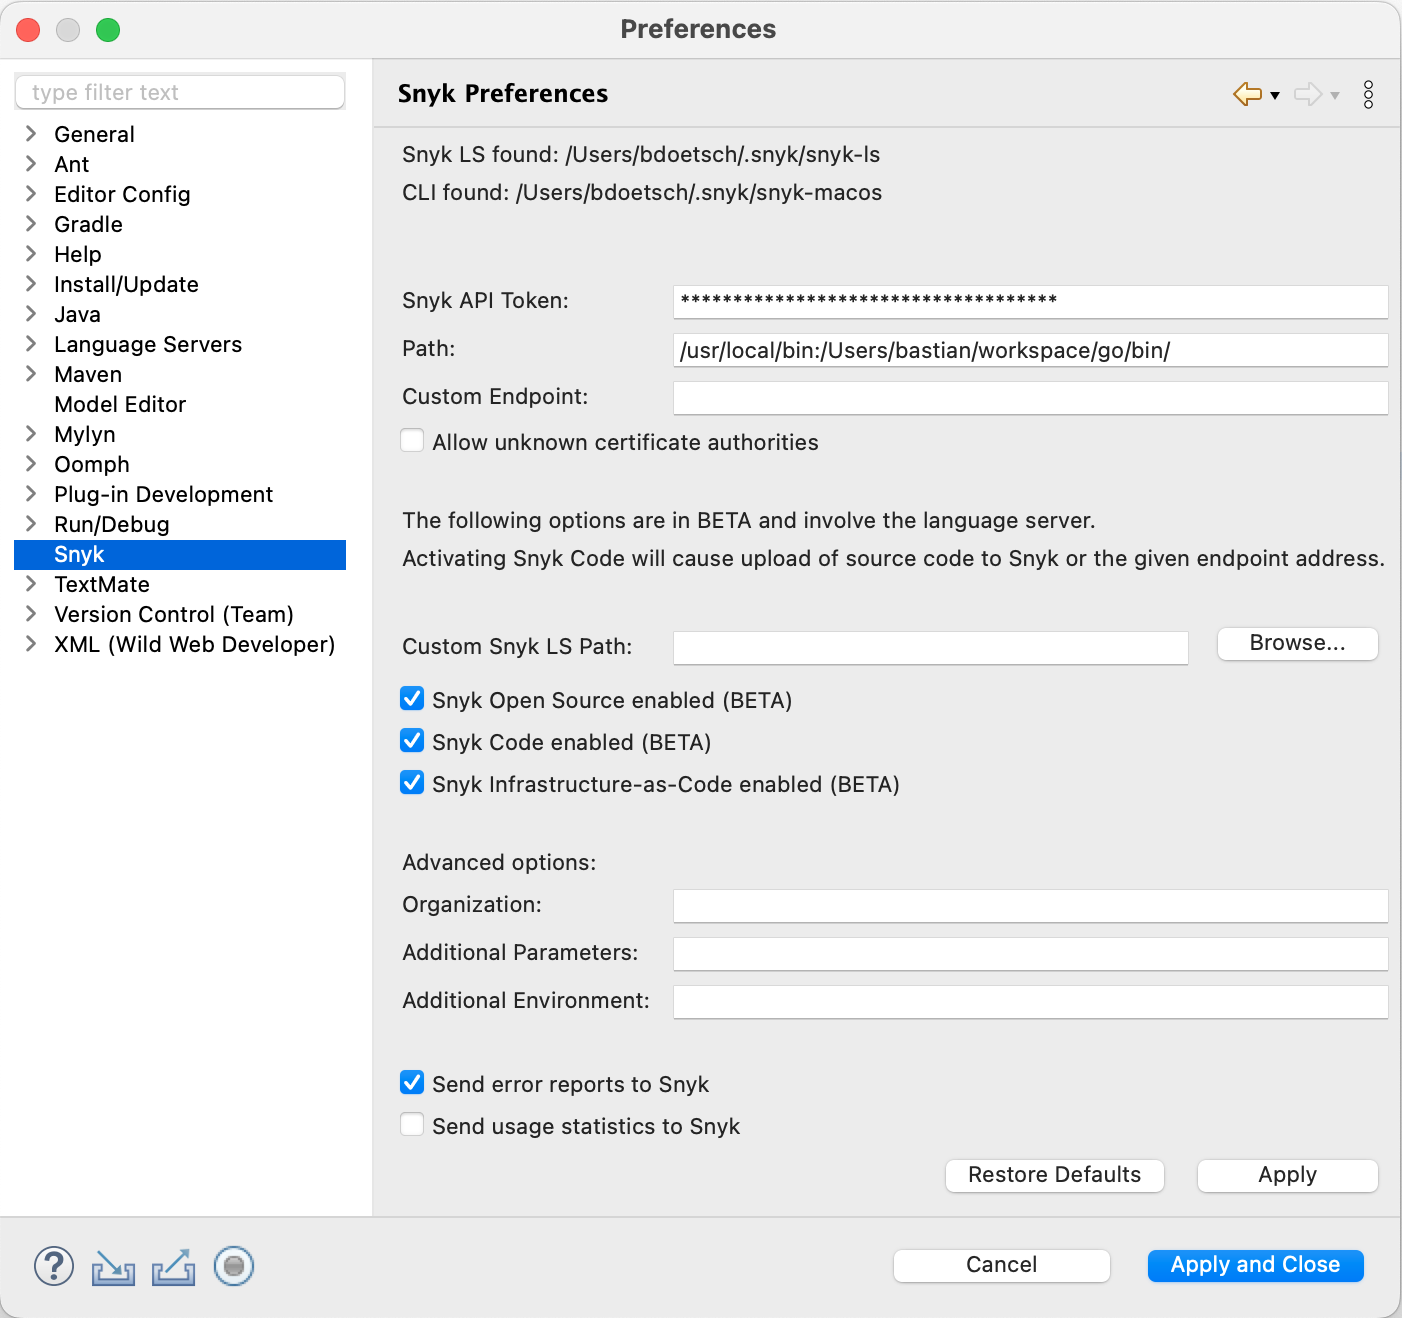 Preferences
type filter text
General
Ant
Editor Config
Gradle
Help
Install/Update
Java
Language Servers
Maven
Model Editor
Mylyn
Oomph
Plug-in Development
Run/Debug
Snyk
TextMate
Version Control (Team)
XML (Wild Web Developer)
Snyk Preferences
Snyk LS found: /Users/bdoetsch/.snyk/snyk-ls
CLI found: /Users/bdoetsch/.snyk/snyk-macos
Snyk API Token: ************************************
Path: /usr/local/bin:/Users/bastian/workspace/go/bin/
Custom Endpoint:
Allow unknown certificate authorities
The following options are in BETA and involve the language server.
Activating Snyk Code will cause upload of source code to Snyk or the given endpoint address.
Custom Snyk LS Path: Browse...
Snyk Open Source enabled (BETA)
Snyk Code enabled (BETA)
Snyk Infrastructure-as-Code enabled (BETA)
Advanced options:
Organization:
Additional Parameters:
Additional Environment:
Send error reports to Snyk
Send usage statistics to Snyk
Restore Defaults Apply
? Cancel Apply and Close